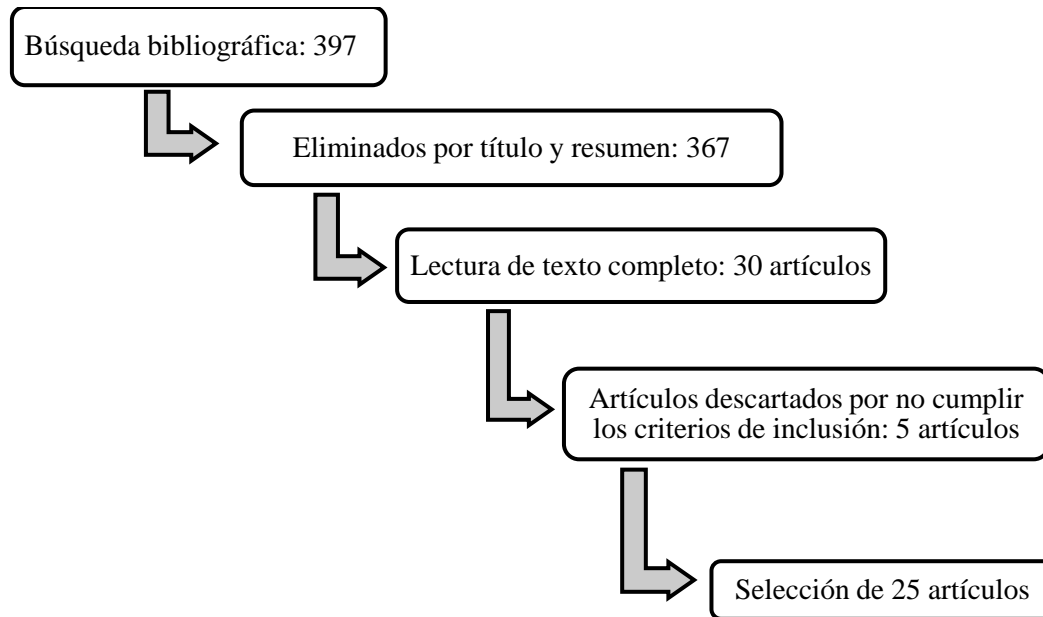 Búsqueda bibliográfica: 397
Eliminados por título y resumen: 367
Lectura de texto completo: 30 artículos
Artículos descartados por no cumplir
los criterios de inclusión: 5 artículos
Selección de 25 artículos